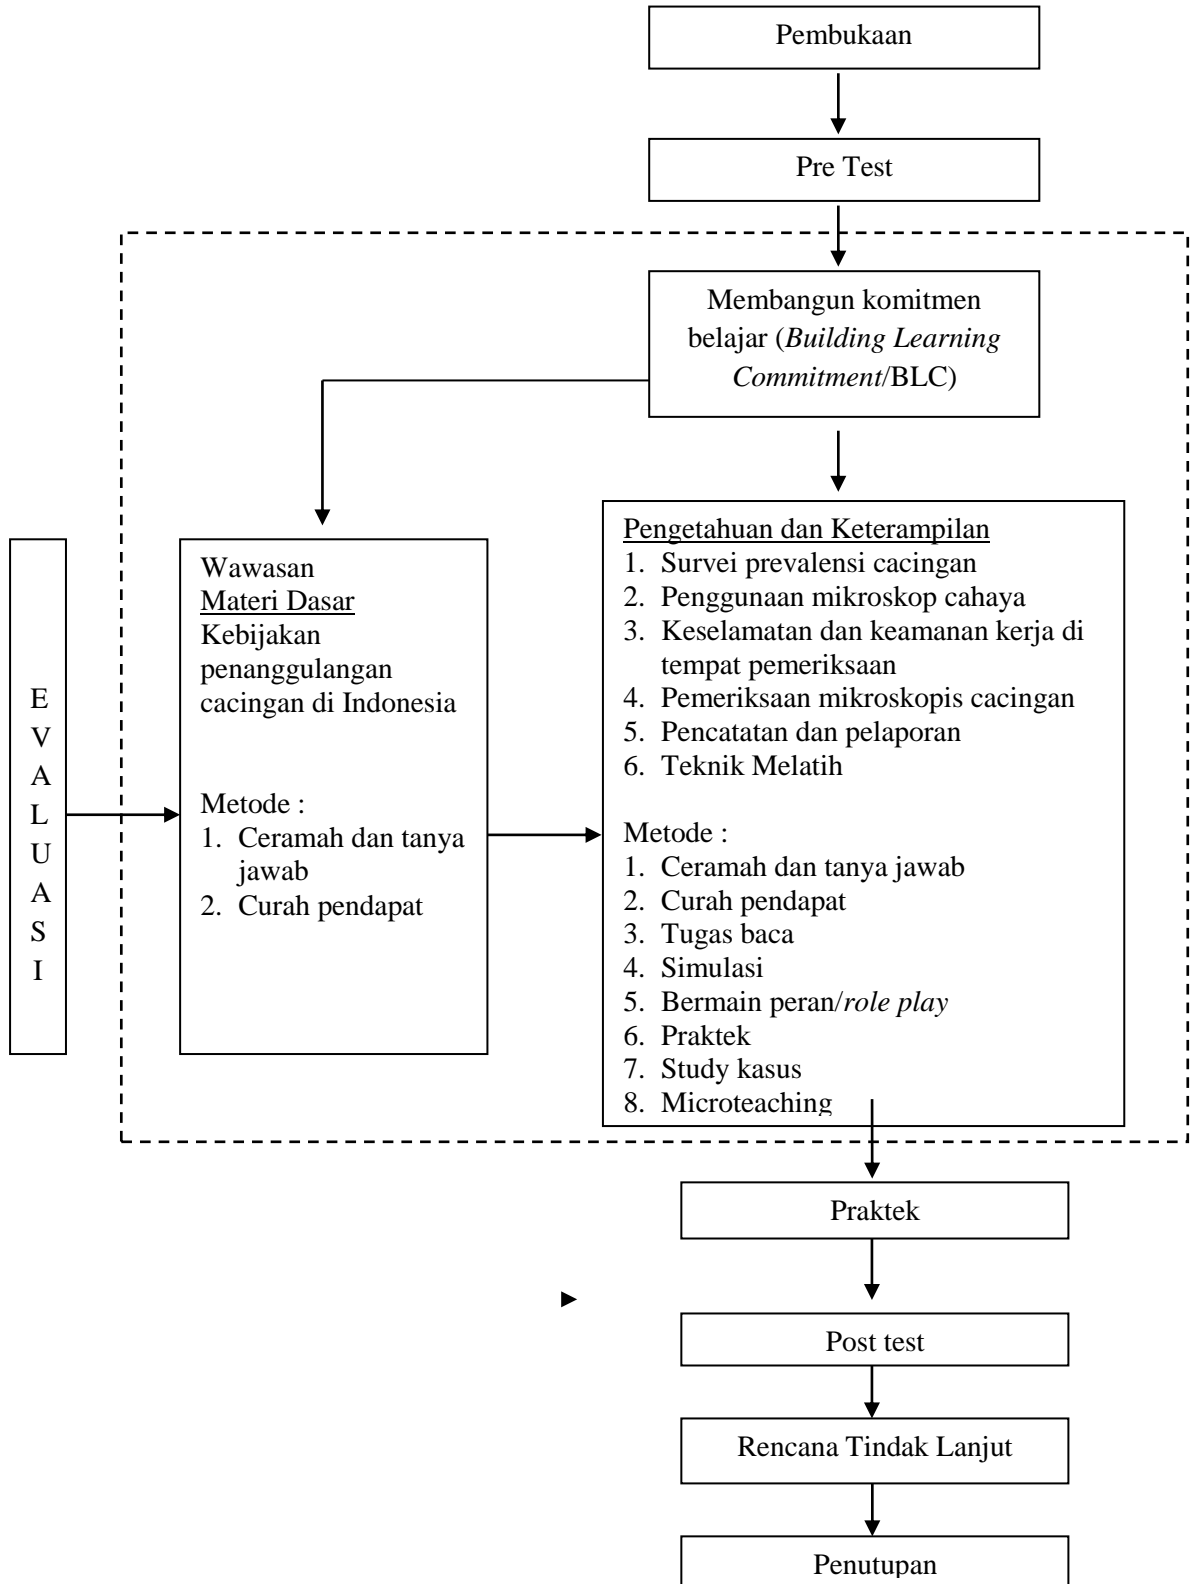 Pembukaan
Pre Test
Membangun komitmen
belajar (Building Learning
Commitment/BLC)
E
V
A
L
U
A
S
I
Wawasan
Materi Dasar
Kebijakan
penanggulangan
cacingan di Indonesia
Metode :
1. Ceramah dan tanya
jawab
2. Curah pendapat
Pengetahuan dan Keterampilan
1. Survei prevalensi cacingan
2. Penggunaan mikroskop cahaya
3. Keselamatan dan keamanan kerja di
tempat pemeriksaan
4. Pemeriksaan mikroskopis cacingan
5. Pencatatan dan pelaporan
6. Teknik Melatih
Metode :
1. Ceramah dan tanya jawab
2. Curah pendapat
3. Tugas baca
4. Simulasi
5. Bermain peran/role play
6. Praktek
7. Study kasus
8. Microteaching
Praktek
Post test
Rencana Tindak Lanjut
Penutupan